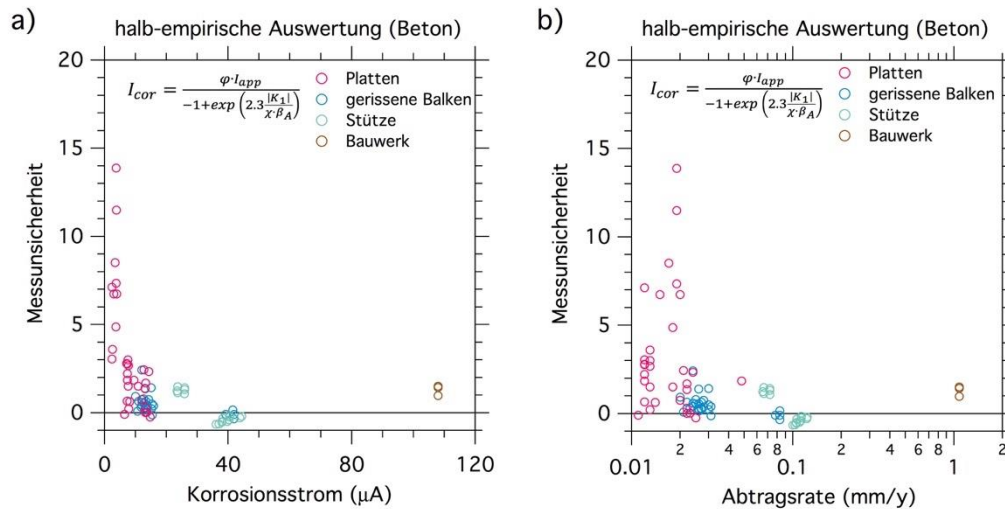 a)
halb-empirische Auswertung (Beton)
20
15
10
5
0
Messunsicherheit
I_cor = φ·I_app / -1+exp(2.3 |K_1| / χ·β_A)
Platten
gerissene Balken
Stütze
Bauwerk
0 40 80 120
Korrosionsstrom (µA)
b)
halb-empirische Auswertung (Beton)
20
15
10
5
0
Messunsicherheit
I_cor = φ·I_app / -1+exp(2.3 |K_1| / χ·β_A)
Platten
gerissene Balken
Stütze
Bauwerk
0.01 2 4 6 8 0.1 2 4 6 8 1 2
Abtragsrate (mm/y)